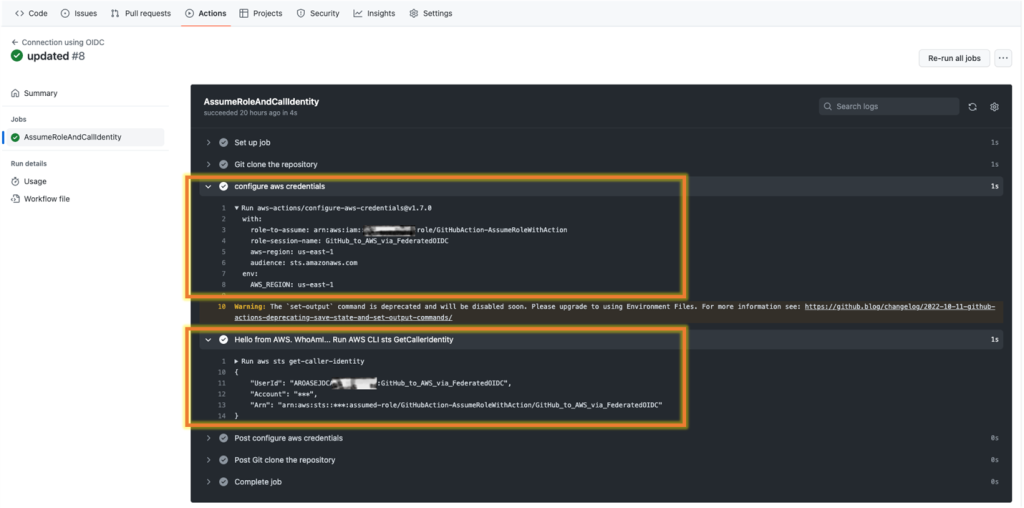 Code Issues Pull requests Actions Projects Security Insights Settings
Connection using OIDC
updated #8
Re-run all jobs
Summary
Jobs
AssumeRoleAndCallIdentity
Run details
Usage
Workflow file
AssumeRoleAndCallIdentity
succeeded 20 hours ago in 4s
Search logs
Set up job 1s
Git clone the repository 1s
configure aws credentials 1s
1 ▼ Run aws-actions/configure-aws-credentials@v1.7.0
2 with:
3 role-to-assume: arn:aws:iam: role/GitHubAction-AssumeRoleWithAction
4 role-session-name: GitHub_to_AWS_via_FederatedOIDC
5 aws-region: us-east-1
6 audience: sts.amazonaws.com
7 env:
8 AWS_REGION: us-east-1
10 Warning: The `set-output` command is deprecated and will be disabled soon. Please upgrade to using Environment Files. For more information see: https://github.blog/changelog/2022-10-11-github-
actions-deprecating-save-state-and-set-output-commands/
Hello from AWS. WhoAmI... Run AWS CLI sts GetCallerIdentity 1s
1 ▶ Run aws sts get-caller-identity
10 {
11 "UserId": "AROASEJDCA :GitHub_to_AWS_via_FederatedOIDC",
12 "Account": "***",
13 "Arn": "arn:aws:sts::***:assumed-role/GitHubAction-AssumeRoleWithAction/GitHub_to_AWS_via_FederatedOIDC"
14 }
Post configure aws credentials 0s
Post Git clone the repository 0s
Complete job 0s